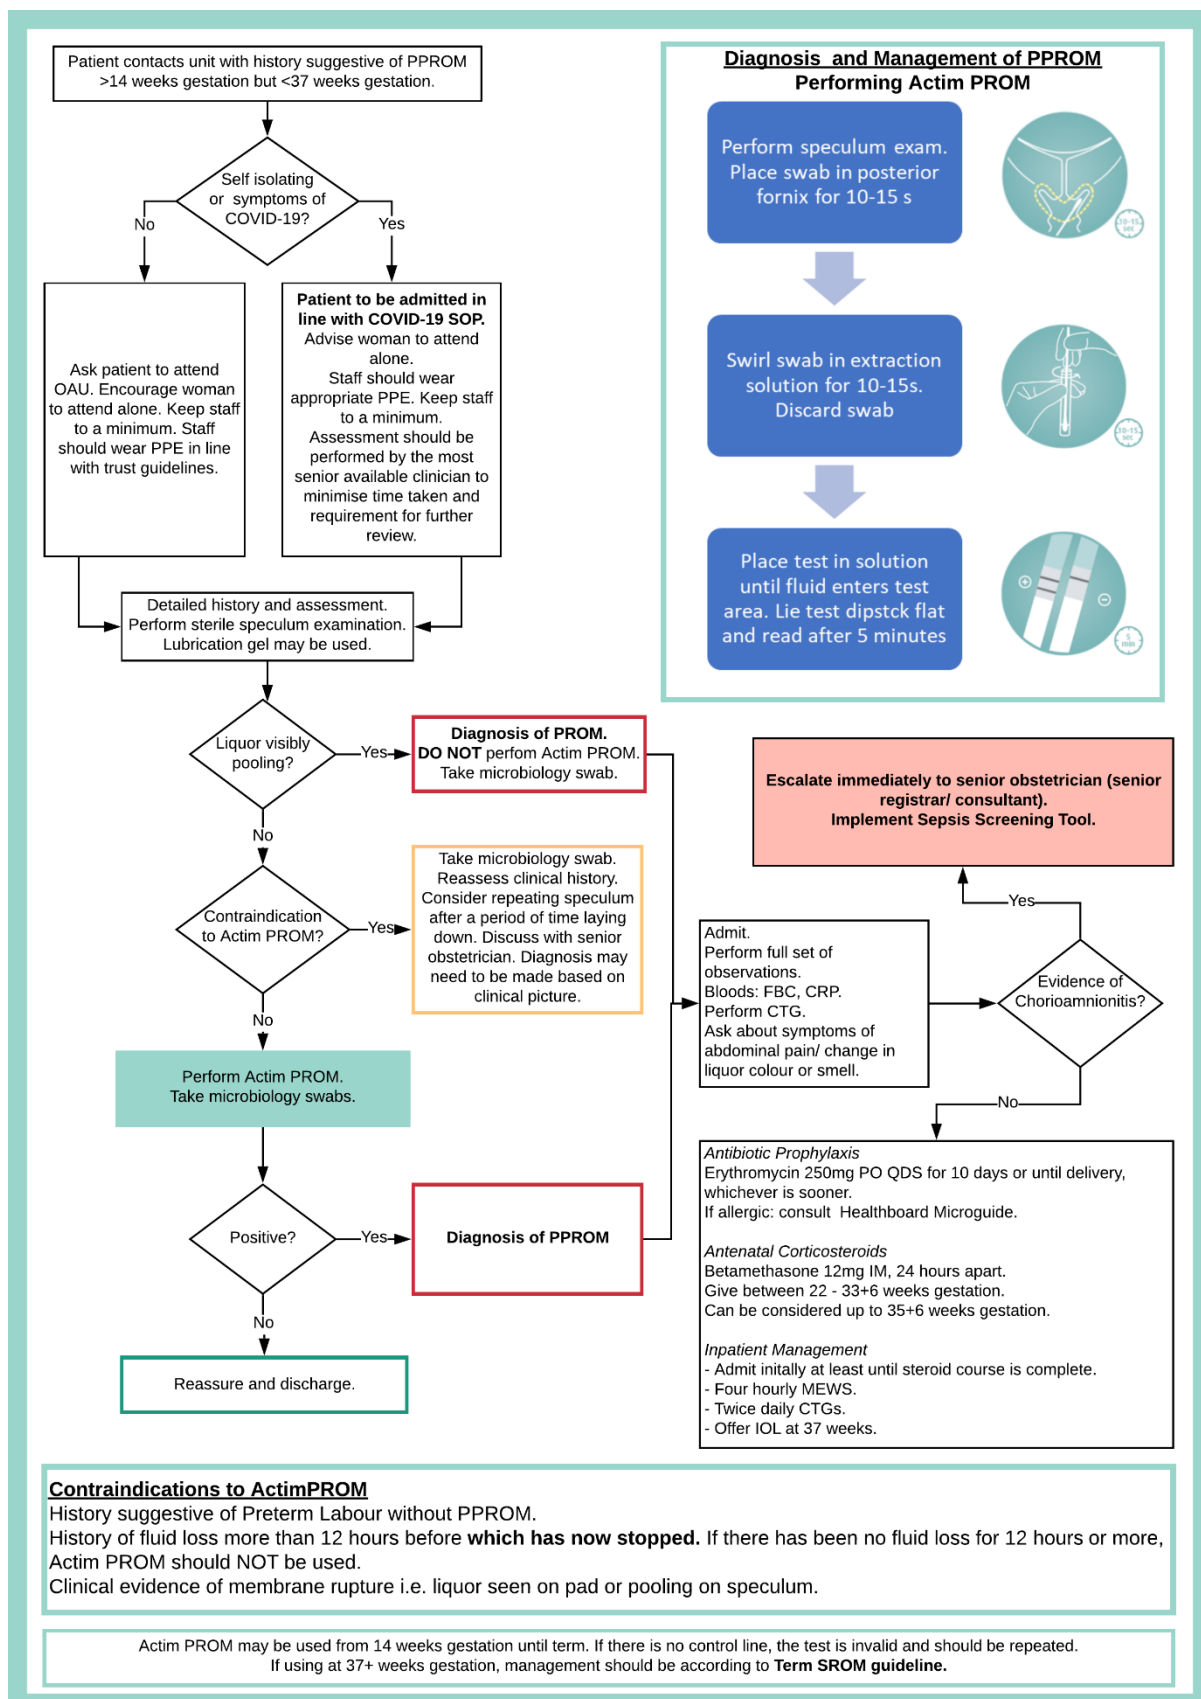 Patient contacts unit with history suggestive of PPROM
>14 weeks gestation but <37 weeks gestation.
Self isolating
or symptoms of
COVID-19?
No
Yes
Ask patient to attend
OAU. Encourage woman
to attend alone. Keep staff
to a minimum. Staff
should wear PPE in line
with trust guidelines.
Patient to be admitted in
line with COVID-19 SOP.
Advise woman to attend
alone.
Staff should wear
appropriate PPE. Keep staff
to a minimum.
Assessment should be
performed by the most
senior available clinician to
minimise time taken and
requirement for further
review.
Detailed history and assessment.
Perform sterile speculum examination.
Lubrication gel may be used.
Diagnosis and Management of PPROM
Performing Actim PROM
Perform speculum exam.
Place swab in posterior
fornix for 10-15 s
10-15
sec
Swirl swab in extraction
solution for 10-15s.
Discard swab
10-15
sec
Place test in solution
until fluid enters test
area. Lie test dipstck flat
and read after 5 minutes
5
min
Liquor visibly
pooling?
Yes
Diagnosis of PROM.
DO NOT perfom Actim PROM.
Take microbiology swab.
No
Contraindication
to Actim PROM?
Yes
Take microbiology swab.
Reassess clinical history.
Consider repeating speculum
after a period of time laying
down. Discuss with senior
obstetrician. Diagnosis may
need to be made based on
clinical picture.
No
Perform Actim PROM.
Take microbiology swabs.
Positive?
Yes
Diagnosis of PPROM
No
Reassure and discharge.
Escalate immediately to senior obstetrician (senior
registrar/ consultant).
Implement Sepsis Screening Tool.
Yes
Admit.
Perform full set of
observations.
Bloods: FBC, CRP.
Perform CTG.
Ask about symptoms of
abdominal pain/ change in
liquor colour or smell.
Evidence of
Chorioamnionitis?
No
Antibiotic Prophylaxis
Erythromycin 250mg PO QDS for 10 days or until delivery,
whichever is sooner.
If allergic: consult Healthboard Microguide.
Antenatal Corticosteroids
Betamethasone 12mg IM, 24 hours apart.
Give between 22 - 33+6 weeks gestation.
Can be considered up to 35+6 weeks gestation.
Inpatient Management
- Admit initally at least until steroid course is complete.
- Four hourly MEWS.
- Twice daily CTGs.
- Offer IOL at 37 weeks.
Contraindications to ActimPROM
History suggestive of Preterm Labour without PPROM.
History of fluid loss more than 12 hours before which has now stopped. If there has been no fluid loss for 12 hours or more,
Actim PROM should NOT be used.
Clinical evidence of membrane rupture i.e. liquor seen on pad or pooling on speculum.
Actim PROM may be used from 14 weeks gestation until term. If there is no control line, the test is invalid and should be repeated.
If using at 37+ weeks gestation, management should be according to Term SROM guideline.